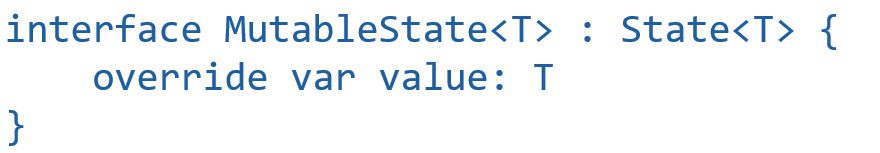 interface MutableState<T> : State<T> {
    override var value: T
}